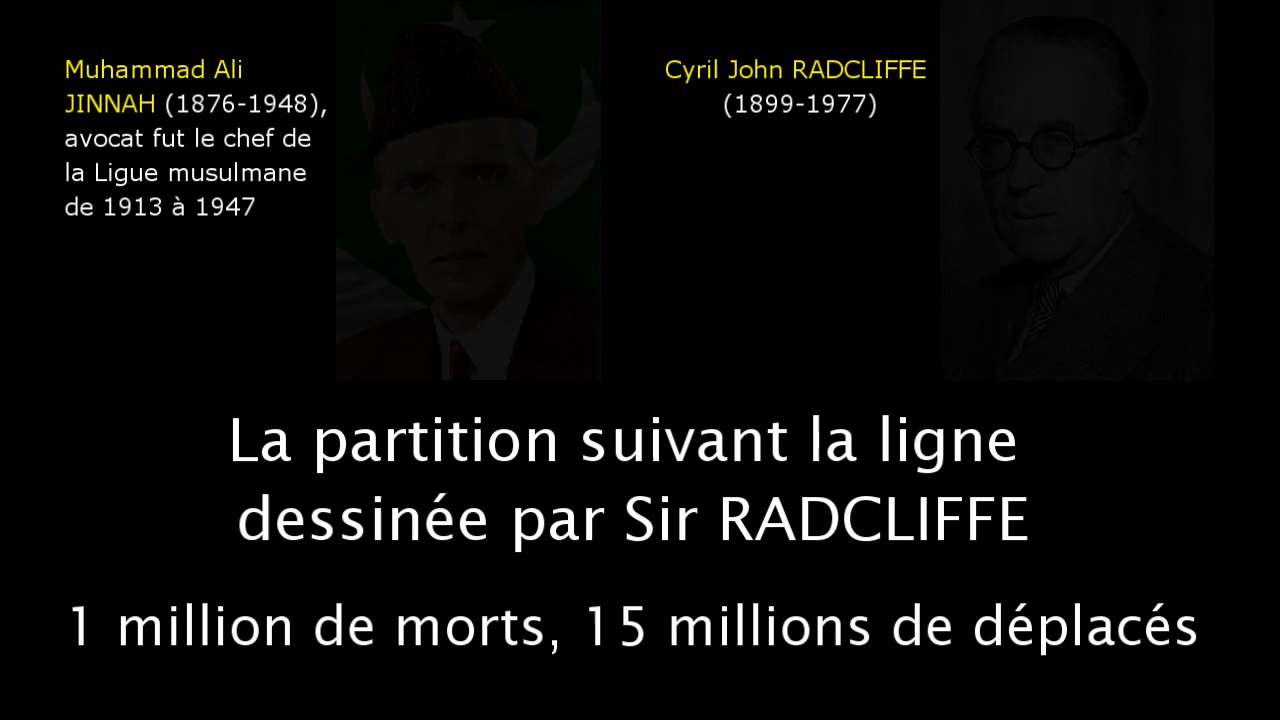 Muhammad Ali
JINNAH (1876-1948),
avocat fut le chef de
la Ligue musulmane
de 1913 à 1947
Cyril John RADCLIFFE
(1899-1977)
La partition suivant la ligne
dessinée par Sir RADCLIFFE
1 million de morts, 15 millions de déplacés